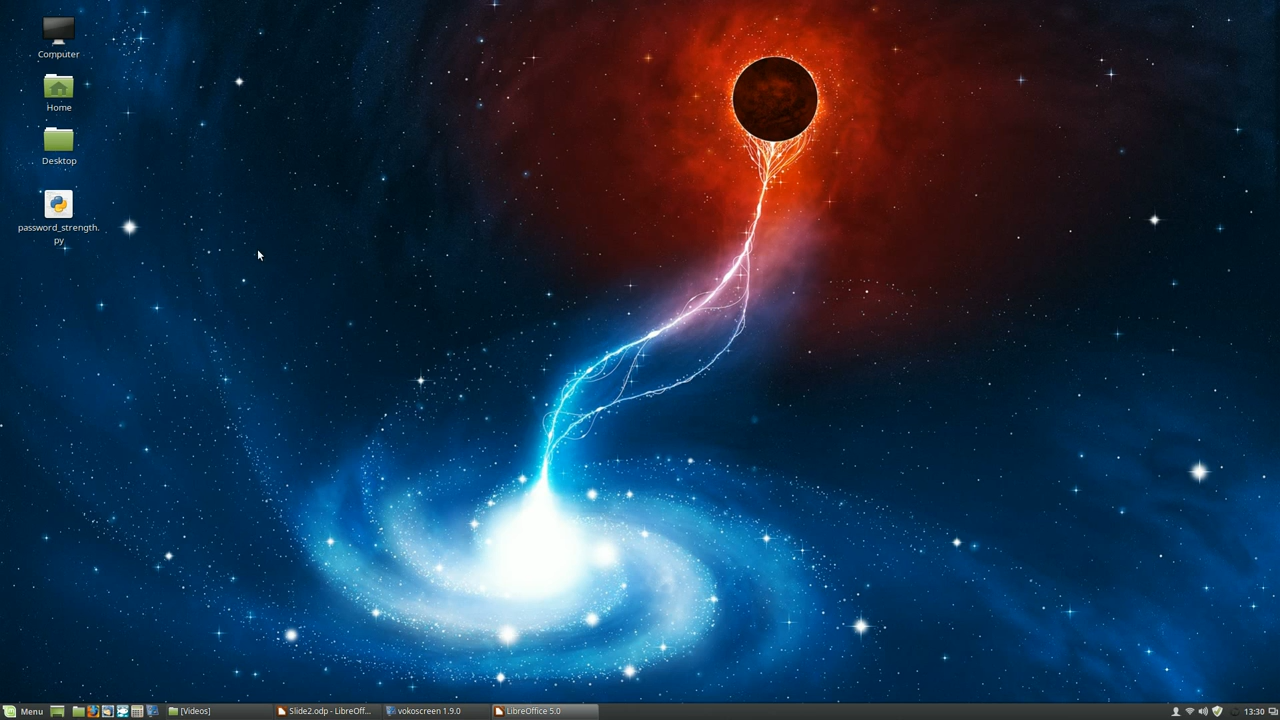 Computer
Home
Desktop
password_strength.
py
Menu
[Videos]
Slide2.odp - LibreOff...
vokoscreen 1.9.0
LibreOffice 5.0
13:30